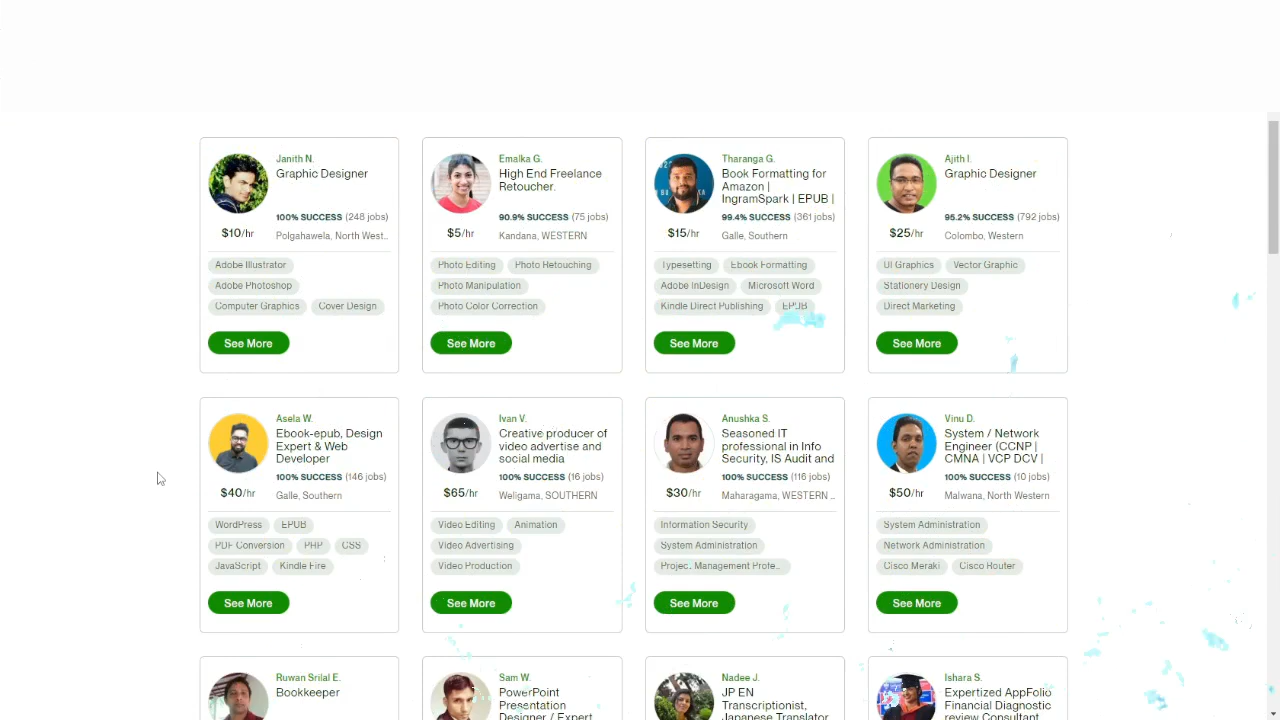 Janith N.
Graphic Designer
100% SUCCESS (248 jobs)
$10/hr
Polgahawela, North West..
Adobe Illustrator
Adobe Photoshop
Computer Graphics Cover Design
See More
Emalka G.
High End Freelance
Retoucher.
90.9% SUCCESS (75 jobs)
$5/hr
Kandana, WESTERN
Photo Editing Photo Retouching
Photo Manipulation
Photo Color Correction
See More
Tharanga G.
Book Formatting for
Amazon |
IngramSpark | EPUB |
99.4% SUCCESS (361 jobs)
$15/hr
Galle, Southern
Typesetting Ebook Formatting
Adobe InDesign Microsoft Word
Kindle Direct Publishing EPUB
See More
Ajith I.
Graphic Designer
95.2% SUCCESS (792 jobs)
$25/hr
Colombo, Western
UI Graphics Vector Graphic
Stationery Design
Direct Marketing
See More
Asela W.
Ebook-epub, Design
Expert & Web
Developer
100% SUCCESS (146 jobs)
$40/hr
Galle, Southern
WordPress EPUB
PDF Conversion PHP CSS
JavaScript Kindle Fire
See More
Ivan V.
Creative producer of
video advertise and
social media
100% SUCCESS (16 jobs)
$65/hr
Weligama, SOUTHERN
Video Editing Animation
Video Advertising
Video Production
See More
Anushka S.
Seasoned IT
professional in Info
Security, IS Audit and
100% SUCCESS (116 jobs)
$30/hr
Maharagama, WESTERN ..
Information Security
System Administration
Projec.. Management Profe..
See More
Vinu D.
System / Network
Engineer (CCNP |
CMNA | VCP DCV |
100% SUCCESS (10 jobs)
$50/hr
Malwana, North Western
System Administration
Network Administration
Cisco Meraki Cisco Router
See More
Ruwan Srilal E.
Bookkeeper
Sam W.
PowerPoint
Presentation
Designer / Expert
Nadee J.
JP EN
Transcriptionist,
Japanese Translator
Ishara S.
Expertized AppFolio
Financial Diagnostic
review Consultant